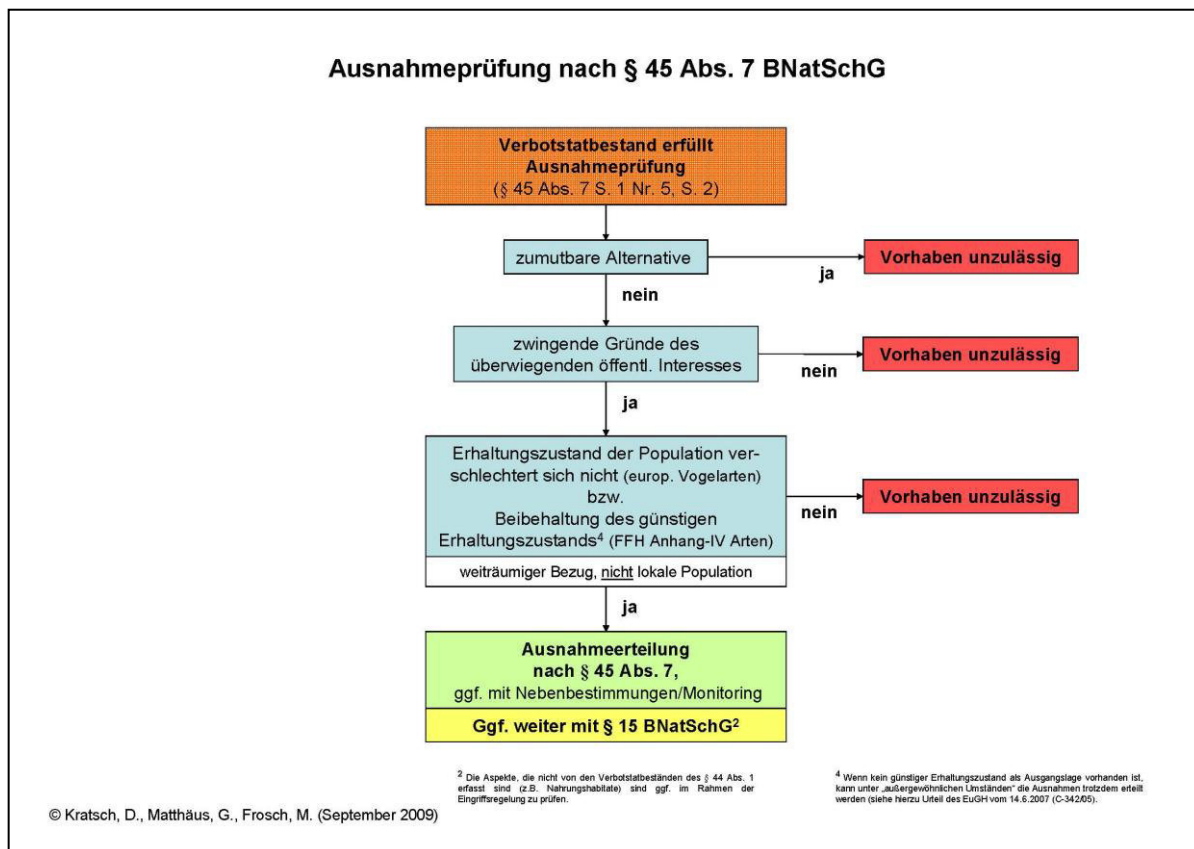 Ausnahmeprüfung nach § 45 Abs. 7 BNatSchG
Verbotstatbestand erfüllt
Ausnahmeprüfung
(§ 45 Abs. 7 S. 1 Nr. 5, S. 2)
zumutbare Alternative
ja
Vorhaben unzulässig
nein
zwingende Gründe des
überwiegenden öffentl. Interesses
nein
Vorhaben unzulässig
ja
Erhaltungszustand der Population ver-
schlechtert sich nicht (europ. Vogelarten)
bzw.
Beibehaltung des günstigen
Erhaltungszustands⁴ (FFH Anhang-IV Arten)
nein
Vorhaben unzulässig
weiträumiger Bezug, nicht lokale Population
ja
Ausnahmeerteilung
nach § 45 Abs. 7,
ggf. mit Nebenbestimmungen/Monitoring
Ggf. weiter mit § 15 BNatSchG²
² Die Aspekte, die nicht von den Verbotstatbeständen des § 44 Abs. 1
erfasst sind (z.B. Nahrungshabitate) sind ggf. im Rahmen der
Eingriffsregelung zu prüfen.
⁴ Wenn kein günstiger Erhaltungszustand als Ausgangslage vorhanden ist,
kann unter „außergewöhnlichen Umständen" die Ausnahmen trotzdem erteilt
werden (siehe hierzu Urteil des EuGH vom 14.6.2007 (C-342/05).
© Kratsch, D., Matthäus, G., Frosch, M. (September 2009)